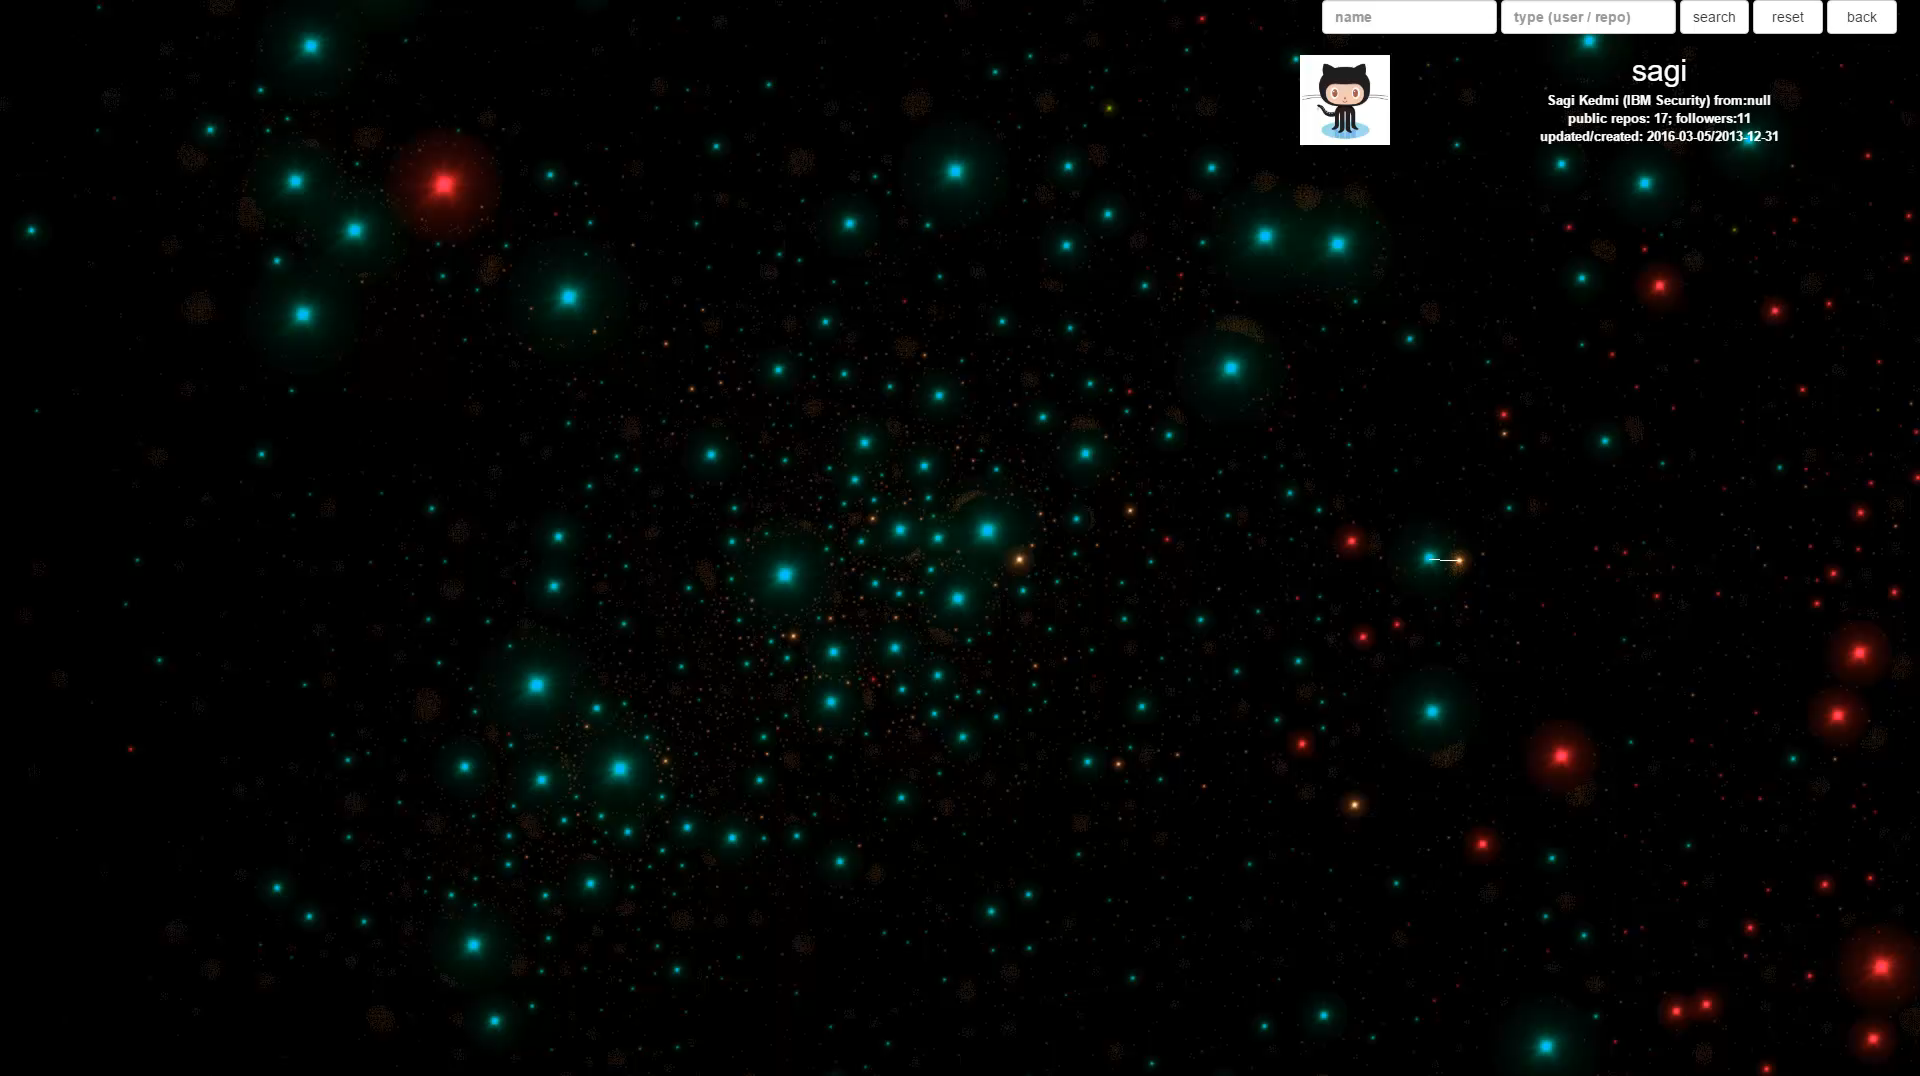 name
type (user / repo)
search
reset
back
sagi
Sagi Kedmi (IBM Security) from:null
public repos: 17; followers:11
updated/created: 2016-03-05/2013-12-31